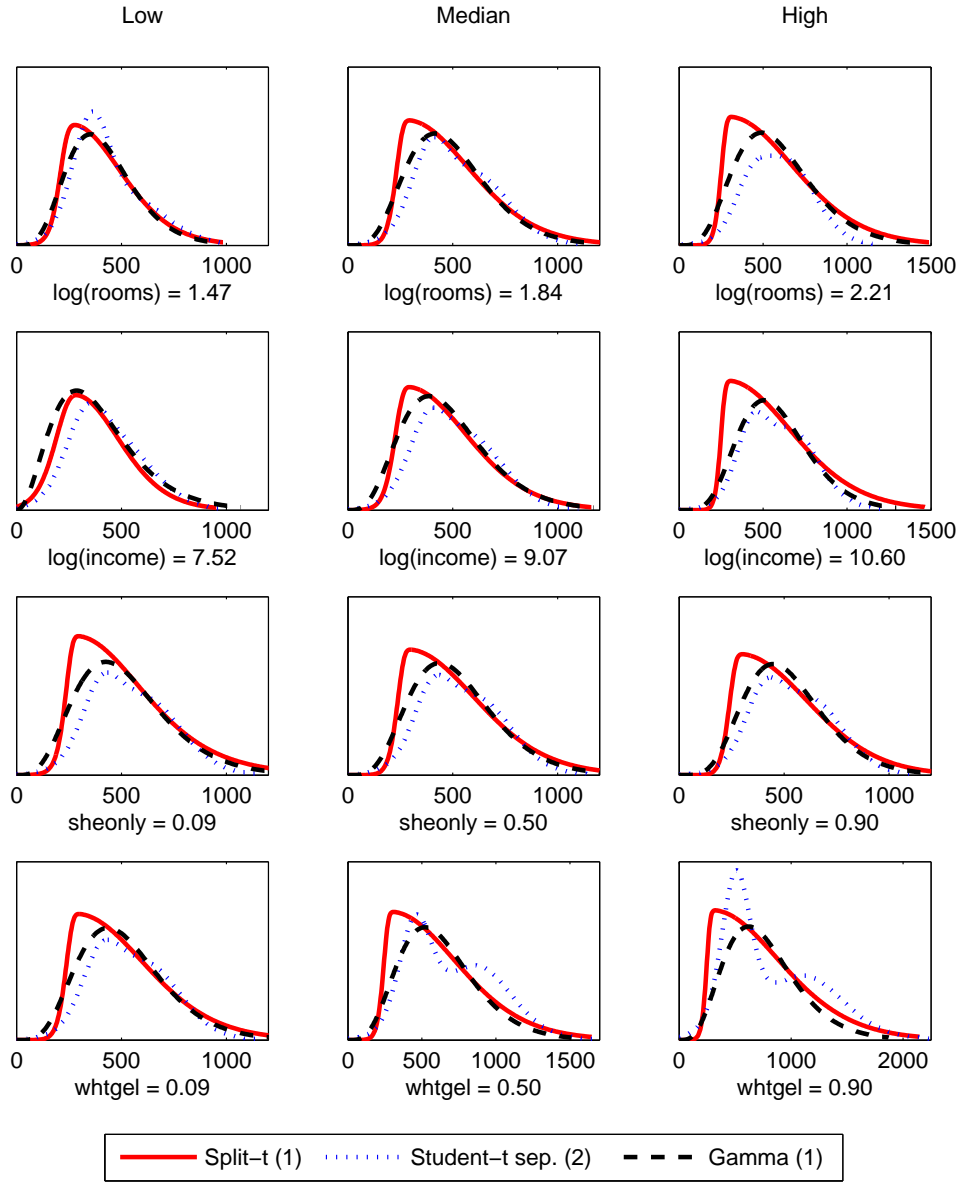 Low Median High
0 500 1000 0 500 1000 0 500 1000 1500
log(rooms) = 1.47 log(rooms) = 1.84 log(rooms) = 2.21
0 500 1000 0 500 1000 0 500 1000 1500
log(income) = 7.52 log(income) = 9.07 log(income) = 10.60
0 500 1000 0 500 1000 0 500 1000
sheonly = 0.09 sheonly = 0.50 sheonly = 0.90
0 500 1000 0 500 1000 1500 0 1000 2000
whtgel = 0.09 whtgel = 0.50 whtgel = 0.90
Split−t (1) Student−t sep. (2) Gamma (1)